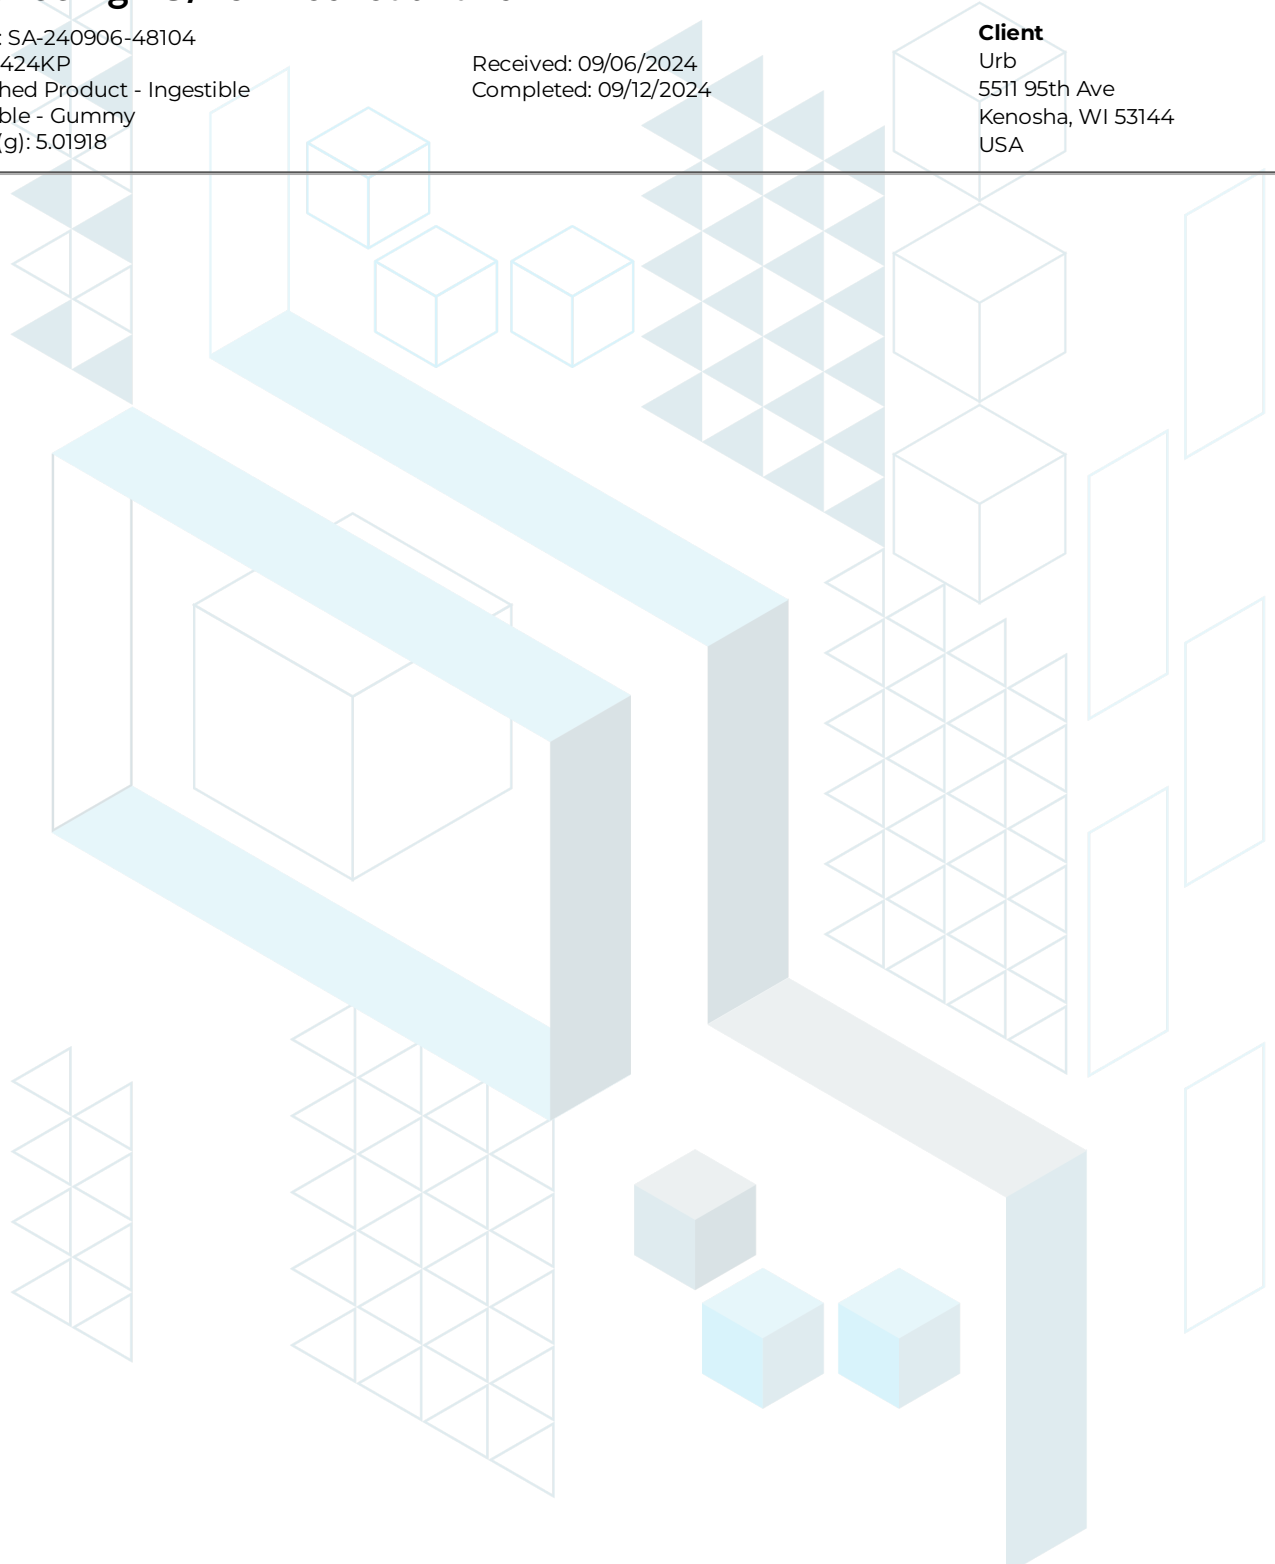 : SA-240906-48104
424KP
hed Product - Ingestible
ble - Gummy
(g): 5.01918
Received: 09/06/2024
Completed: 09/12/2024
Client
Urb
5511 95th Ave
Kenosha, WI 53144
USA